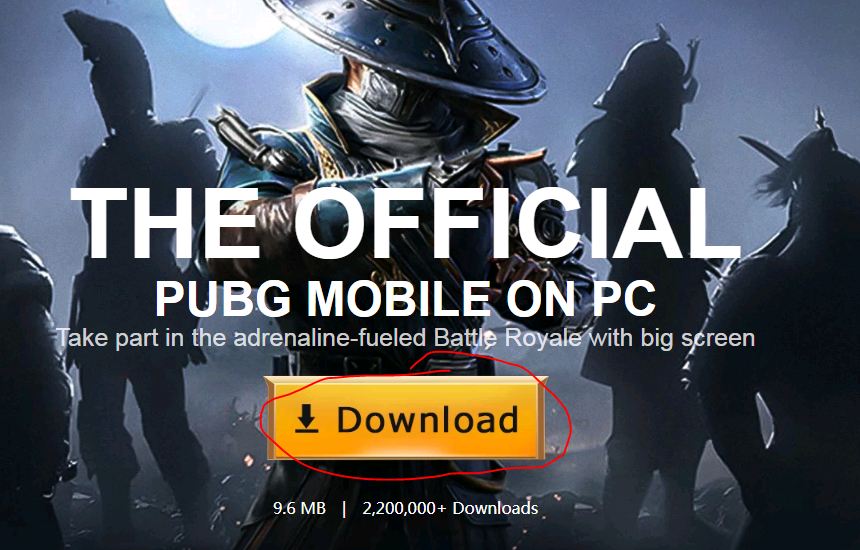 THE OFFICIAL
PUBG MOBILE ON PC
Take part in the adrenaline-fueled Battle Royale with big screen
Download
9.6 MB | 2,200,000+ Downloads